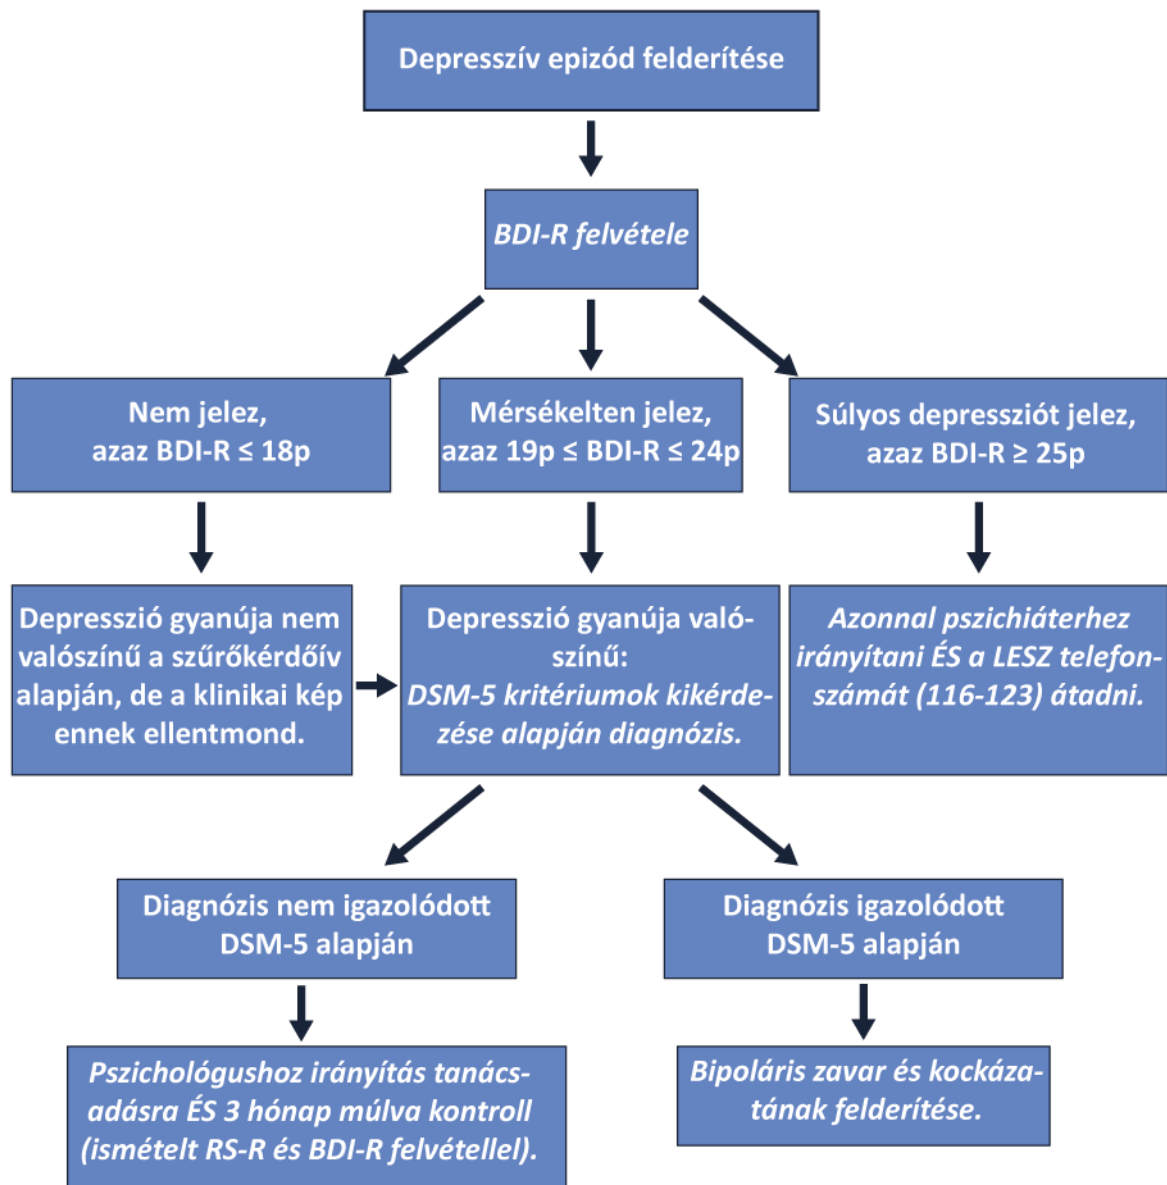 Depresszív epizód felderítése
BDI-R felvétele
Nem jelez,
azaz BDI-R ≤ 18p
Mérsékelten jelez,
azaz 19p ≤ BDI-R ≤ 24p
Súlyos depressziót jelez,
azaz BDI-R ≥ 25p
Depresszió gyanúja nem
valószínű a szűrőkérdőív
alapján, de a klinikai kép
ennek ellentmond.
Depresszió gyanúja való-
színű:
DSM-5 kritériumok kikérde-
zése alapján diagnózis.
Azonnal pszichiáterhez
irányítani ÉS a LESZ telefon-
számát (116-123) átadni.
Diagnózis nem igazolódott
DSM-5 alapján
Diagnózis igazolódott
DSM-5 alapján
Pszichológushoz irányítás tanács-
adásra ÉS 3 hónap múlva kontroll
(ismételt RS-R és BDI-R felvétellel).
Bipoláris zavar és kockáza-
tának felderítése.